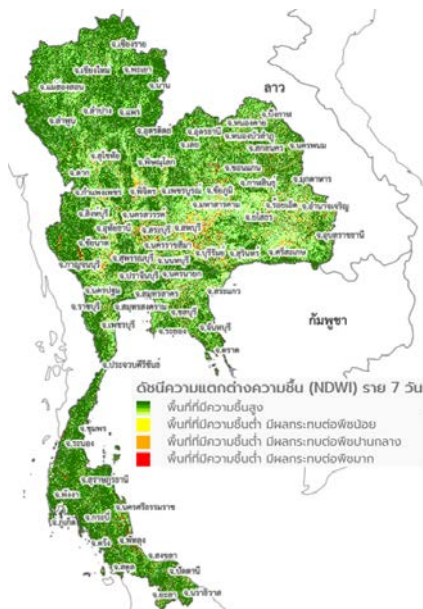 จ.เชียงราย
จ.เชียงใหม่ จ.พะเยา
จ.แม่ฮ่องสอน จ.น่าน
ลาว
จ.ลำปาง จ.แพร่
จ.ลำพูน
จ.บึงกาฬ
จ.อุตรดิตถ์ จ.อุดรธานี จ.หนองคาย
จ.เลย จ.หนองบัวลำภู
จ.สกลนคร จ.นครพนม
จ.สุโขทัย จ.พิษณุโลก
จ.ตาก จ.ขอนแก่น
จ.กาฬสินธุ์ จ.มุกดาหาร
จ.กำแพงเพชร จ.พิจิตร จ.เพชรบูรณ์ จ.ชัยภูมิ
จ.มหาสารคาม จ.ร้อยเอ็ด จ.อำนาจเจริญ
จ.สิงห์บุรี จ.นครสวรรค์ จ.ยโสธร
จ.อุทัยธานี จ.สระบุรี จ.ลพบุรี จ.อุบลราชธานี
จ.ชัยนาท จ.นครราชสีมา จ.บุรีรัมย์ จ.สุรินทร์ จ.ศรีสะเกษ
จ.กาญจนบุรี จ.สุพรรณบุรี จ.นนทบุรี
จ.ปราจีนบุรี จ.นครนายก
จ.นครปฐม จ.สมุทรสาคร จ.สระแก้ว
จ.ราชบุรี จ.สมุทรสงคราม จ.ชลบุรี
กัมพูชา
จ.เพชรบุรี จ.ระยอง จ.จันทบุรี
จ.ตราด
จ.ประจวบคีรีขันธ์
ดัชนีความแตกต่างความชื้น (NDWI) ราย 7 วัน
พื้นที่ที่มีความชื้นสูง
พื้นที่ที่มีความชื้นต่ำ มีผลกระทบต่อพืชน้อย
พื้นที่ที่มีความชื้นต่ำ มีผลกระทบต่อพืชปานกลาง
พื้นที่ที่มีความชื้นต่ำ มีผลกระทบต่อพืชมาก
จ.ชุมพร
จ.ระนอง
จ.สุราษฎร์ธานี
จ.พังงา
จ.นครศรีธรรมราช
จ.ภูเก็ต จ.กระบี่
จ.ตรัง จ.พัทลุง
จ.สงขลา
จ.สตูล จ.ปัตตานี
จ.ยะลา จ.นราธิวาส